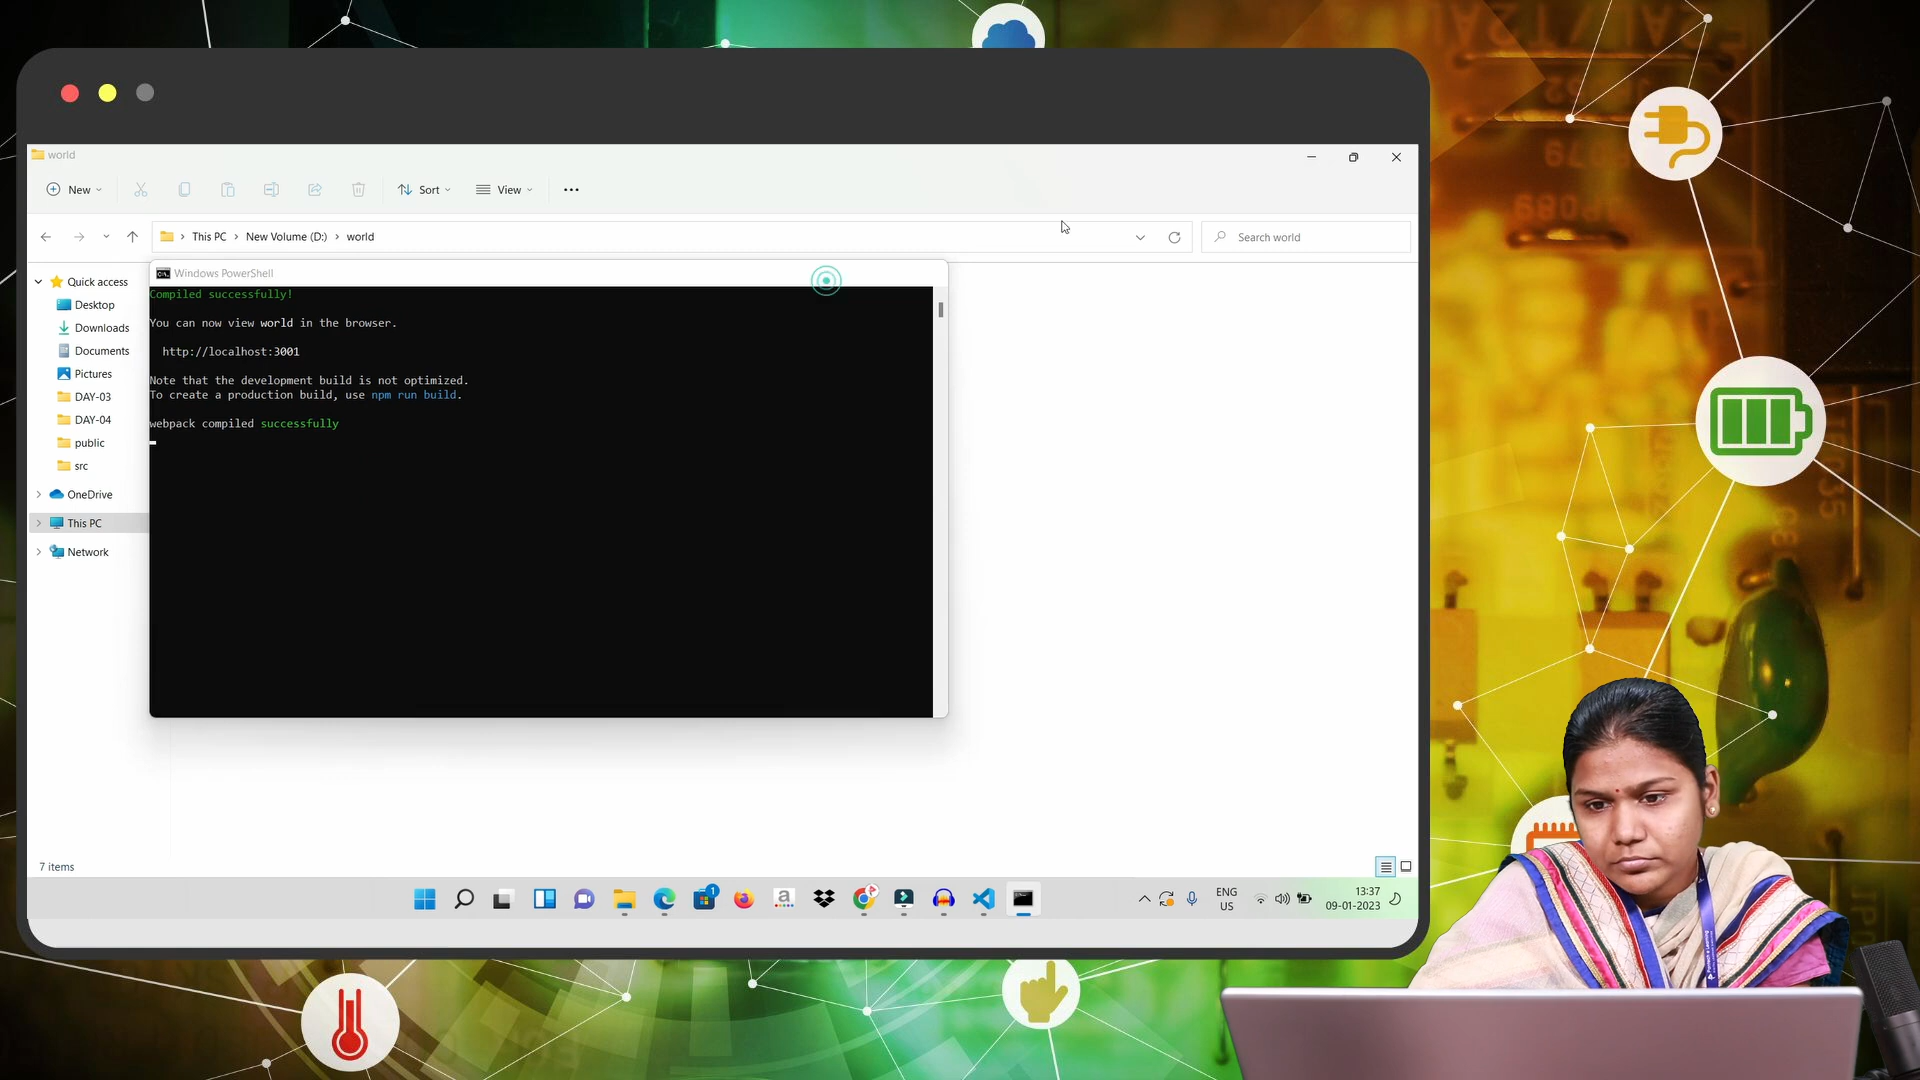 world
New
Sort
View
This PC
New Volume (D:)
world
Search world
Quick access
Desktop
Downloads
Documents
Pictures
DAY-03
DAY-04
public
src
OneDrive
This PC
Network
Windows PowerShell
Compiled successfully!
You can now view world in the browser.
http://localhost:3001
Note that the development build is not optimized.
To create a production build, use npm run build.
webpack compiled successfully
7 items
1
a
ENG
US
13:37
09-01-2023